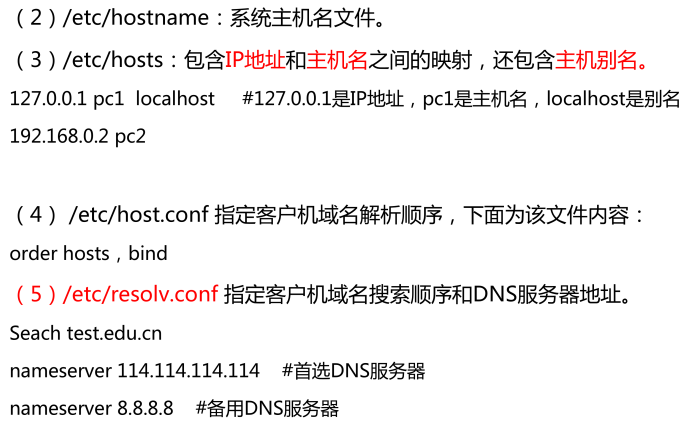 （2）/etc/hostname：系统主机名文件。
（3）/etc/hosts：包含IP地址和主机名之间的映射，还包含主机别名。
127.0.0.1 pc1  localhost     #127.0.0.1是IP地址，pc1是主机名，localhost是别名
192.168.0.2 pc2
（4） /etc/host.conf 指定客户机域名解析顺序，下面为该文件内容：
order hosts，bind
（5）/etc/resolv.conf 指定客户机域名搜索顺序和DNS服务器地址。
Seach test.edu.cn
nameserver 114.114.114.114    #首选DNS服务器
nameserver 8.8.8.8    #备用DNS服务器